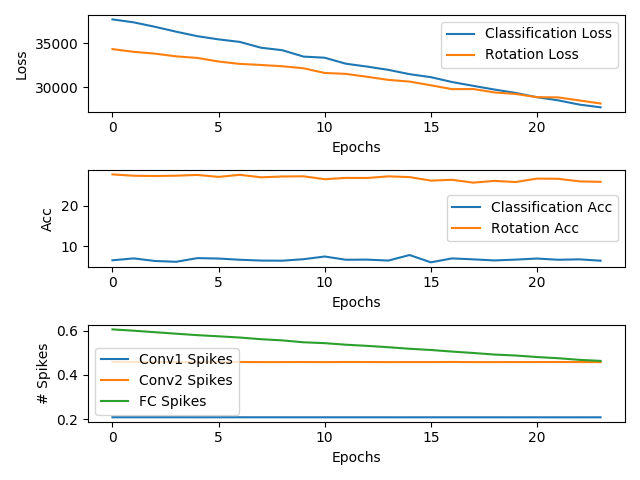 35000
30000
Loss
Classification Loss
Rotation Loss
0 5 10 15 20
Epochs
20
10
Acc
Classification Acc
Rotation Acc
0 5 10 15 20
Epochs
0.6
0.4
0.2
# Spikes
Conv1 Spikes
Conv2 Spikes
FC Spikes
0 5 10 15 20
Epochs